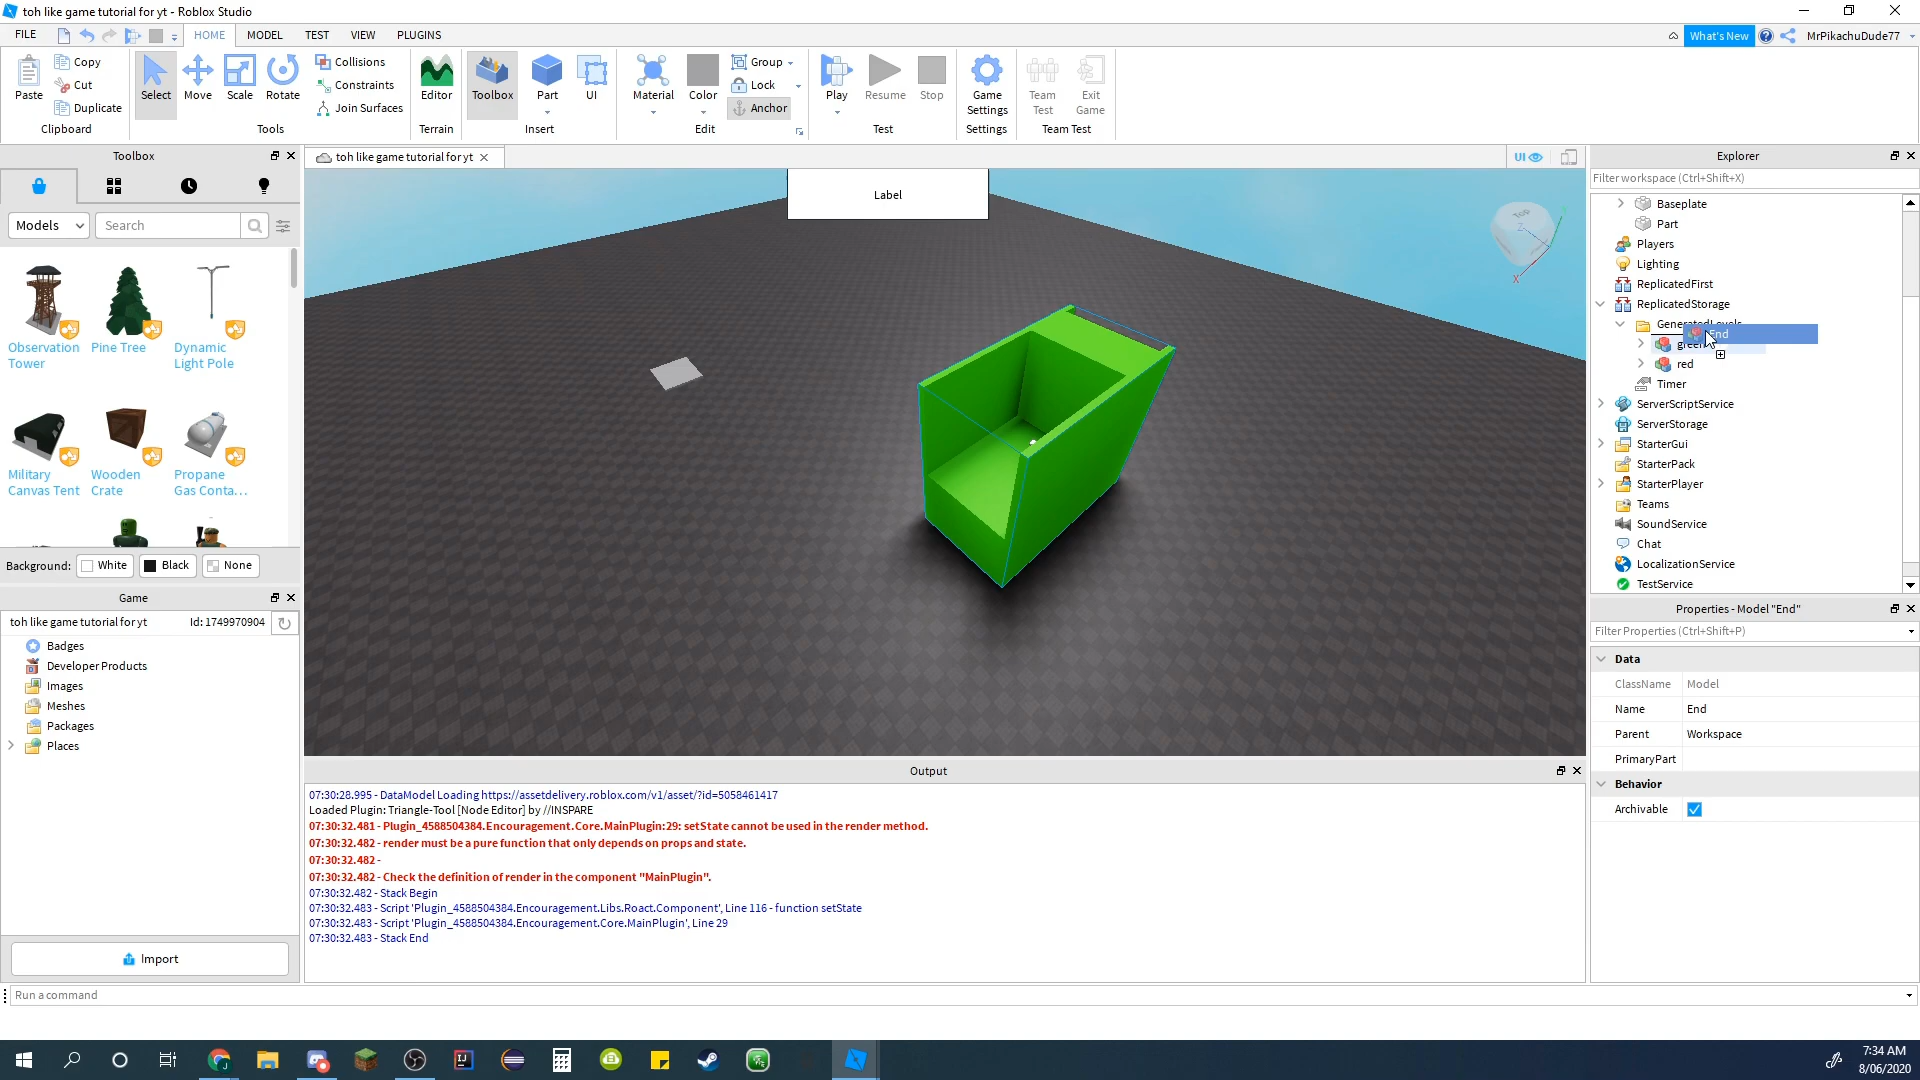 toh like game tutorial for yt - Roblox Studio
FILE
HOME
MODEL
TEST
VIEW
PLUGINS
What's New
MrPikachuDude77
Paste
Copy
Cut
Duplicate
Clipboard
Select
Move
Scale
Rotate
Collisions
Constraints
Join Surfaces
Tools
Editor
Terrain
Toolbox
Part
UI
Insert
Material
Color
Group
Lock
Anchor
Edit
Play
Resume
Stop
Test
Game
Settings
Settings
Team
Test
Exit
Game
Team Test
Toolbox
toh like game tutorial for yt
UI
Explorer
Filter workspace (Ctrl+Shift+X)
Models
Search
Observation
Tower
Pine Tree
Dynamic
Light Pole
Military
Canvas Tent
Wooden
Crate
Propane
Gas Conta...
Background:
White
Black
None
Game
toh like game tutorial for yt
Id: 1749970904
Badges
Developer Products
Images
Meshes
Packages
Places
Import
Label
Top
Z
X
Baseplate
Part
Players
Lighting
ReplicatedFirst
ReplicatedStorage
GeneratedLevels
End
green
red
Timer
ServerScriptService
ServerStorage
StarterGui
StarterPack
StarterPlayer
Teams
SoundService
Chat
LocalizationService
TestService
Properties - Model "End"
Filter Properties (Ctrl+Shift+P)
Data
ClassName Model
Name End
Parent Workspace
PrimaryPart
Behavior
Archivable
Output
07:30:28.995 - DataModel Loading https://assetdelivery.roblox.com/v1/asset/?id=5058461417
Loaded Plugin: Triangle-Tool [Node Editor] by //INSPARE
07:30:32.481 - Plugin_4588504384.Encouragement.Core.MainPlugin:29: setState cannot be used in the render method.
07:30:32.482 - render must be a pure function that only depends on props and state.
07:30:32.482 -
07:30:32.482 - Check the definition of render in the component "MainPlugin".
07:30:32.482 - Stack Begin
07:30:32.483 - Script 'Plugin_4588504384.Encouragement.Libs.Roact.Component', Line 116 - function setState
07:30:32.483 - Script 'Plugin_4588504384.Encouragement.Core.MainPlugin', Line 29
07:30:32.483 - Stack End
Run a command
7:34 AM
8/06/2020